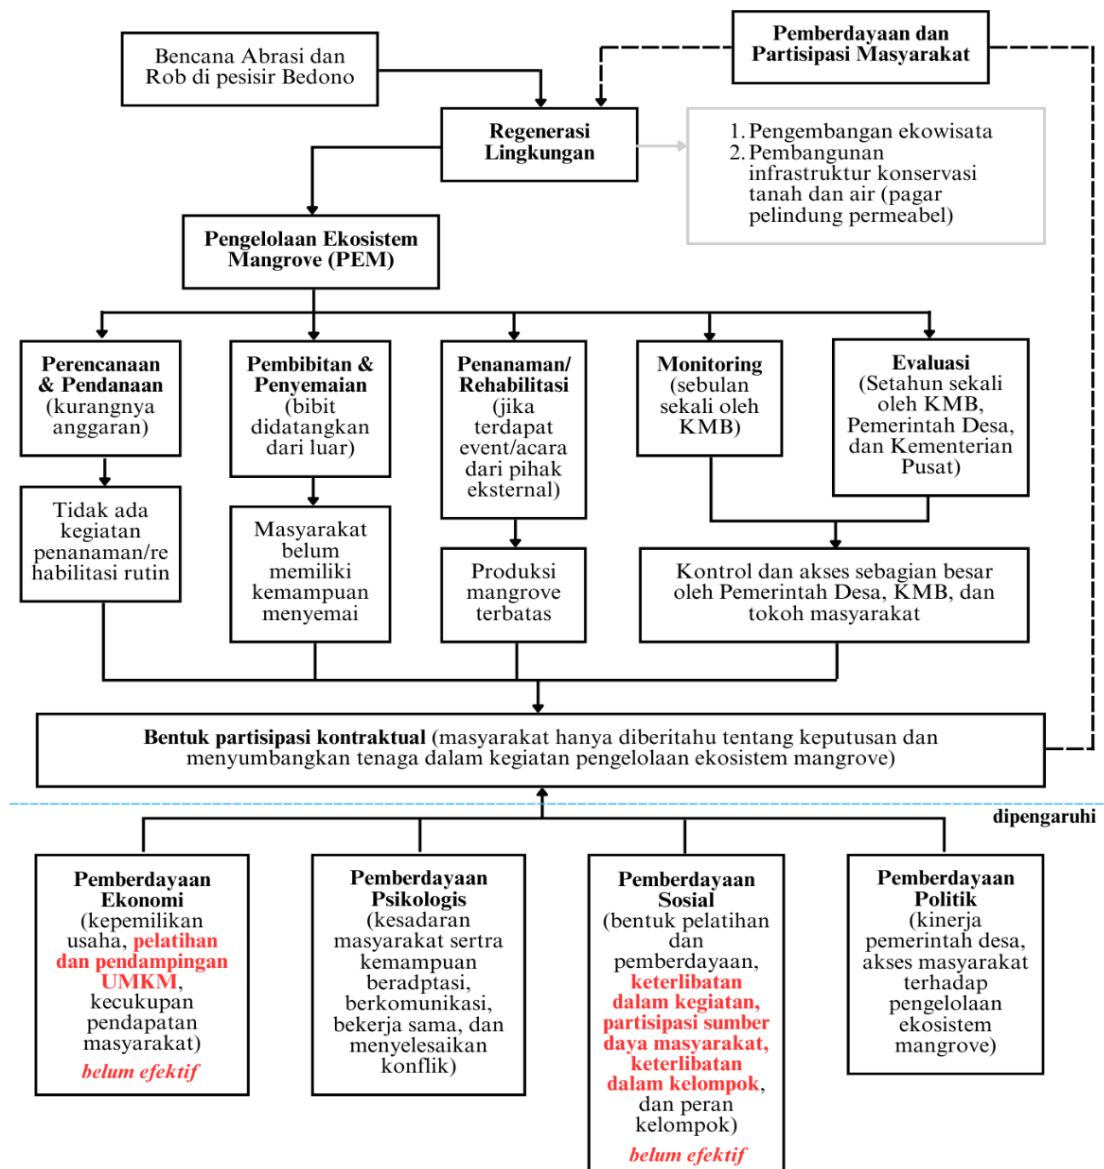 Bencana Abrasi dan
Rob di pesisir Bedono
Pemberdayaan dan
Partisipasi Masyarakat
Regenerasi
Lingkungan
1. Pengembangan ekowisata
2. Pembangunan
infrastruktur konservasi
tanah dan air (pagar
pelindung permeabel)
Pengelolaan Ekosistem
Mangrove (PEM)
Perencanaan
& Pendanaan
(kurangnya
anggaran)
Pembibitan &
Penyemaian
(bibit
didatangkan
dari luar)
Penanaman/
Rehabilitasi
(jika
terdapat
event/acara
dari pihak
eksternal)
Monitoring
(sebulan
sekali oleh
KMB)
Evaluasi
(Setahun sekali
oleh KMB,
Pemerintah Desa,
dan Kementerian
Pusat)
Tidak ada
kegiatan
penanaman/re
habilitasi rutin
Masyarakat
belum
memiliki
kemampuan
menyemai
Produksi
mangrove
terbatas
Kontrol dan akses sebagian besar
oleh Pemerintah Desa, KMB, dan
tokoh masyarakat
Bentuk partisipasi kontraktual (masyarakat hanya diberitahu tentang keputusan dan
menyumbangkan tenaga dalam kegiatan pengelolaan ekosistem mangrove)
dipengaruhi
Pemberdayaan
Ekonomi
(kepemilikan
usaha, pelatihan
dan pendampingan
UMKM,
kecukupan
pendapatan
masyarakat)
belum efektif
Pemberdayaan
Psikologis
(kesadaran
masyarakat sertra
kemampuan
beradptasi,
berkomunikasi,
bekerja sama, dan
menyelesaikan
konflik)
Pemberdayaan
Sosial
(bentuk pelatihan
dan
pemberdayaan,
keterlibatan
dalam kegiatan,
partisipasi sumber
daya masyarakat,
keterlibatan
dalam kelompok,
dan peran
kelompok)
belum efektif
Pemberdayaan
Politik
(kinerja
pemerintah desa,
akses masyarakat
terhadap
pengelolaan
ekosistem
mangrove)